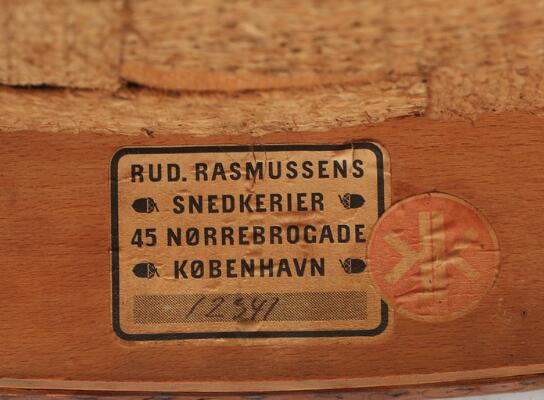 RUD. RASMUSSENS
SNEDKERIER
45 NØRREBROGADE
KØBENHAVN
12341